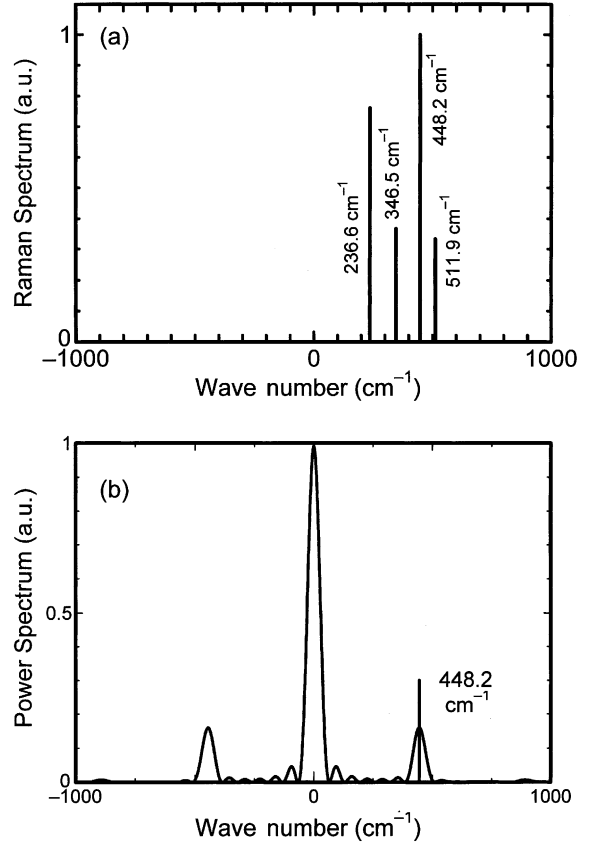 1
(a)
Raman Spectrum (a.u.)
236.6 cm⁻¹
346.5 cm⁻¹
448.2 cm⁻¹
511.9 cm⁻¹
0
−1000
0
1000
Wave number (cm⁻¹)
1
(b)
Power Spectrum (a.u.)
0.5
448.2
cm⁻¹
0
−1000
0
1000
Wave number (cm⁻¹)